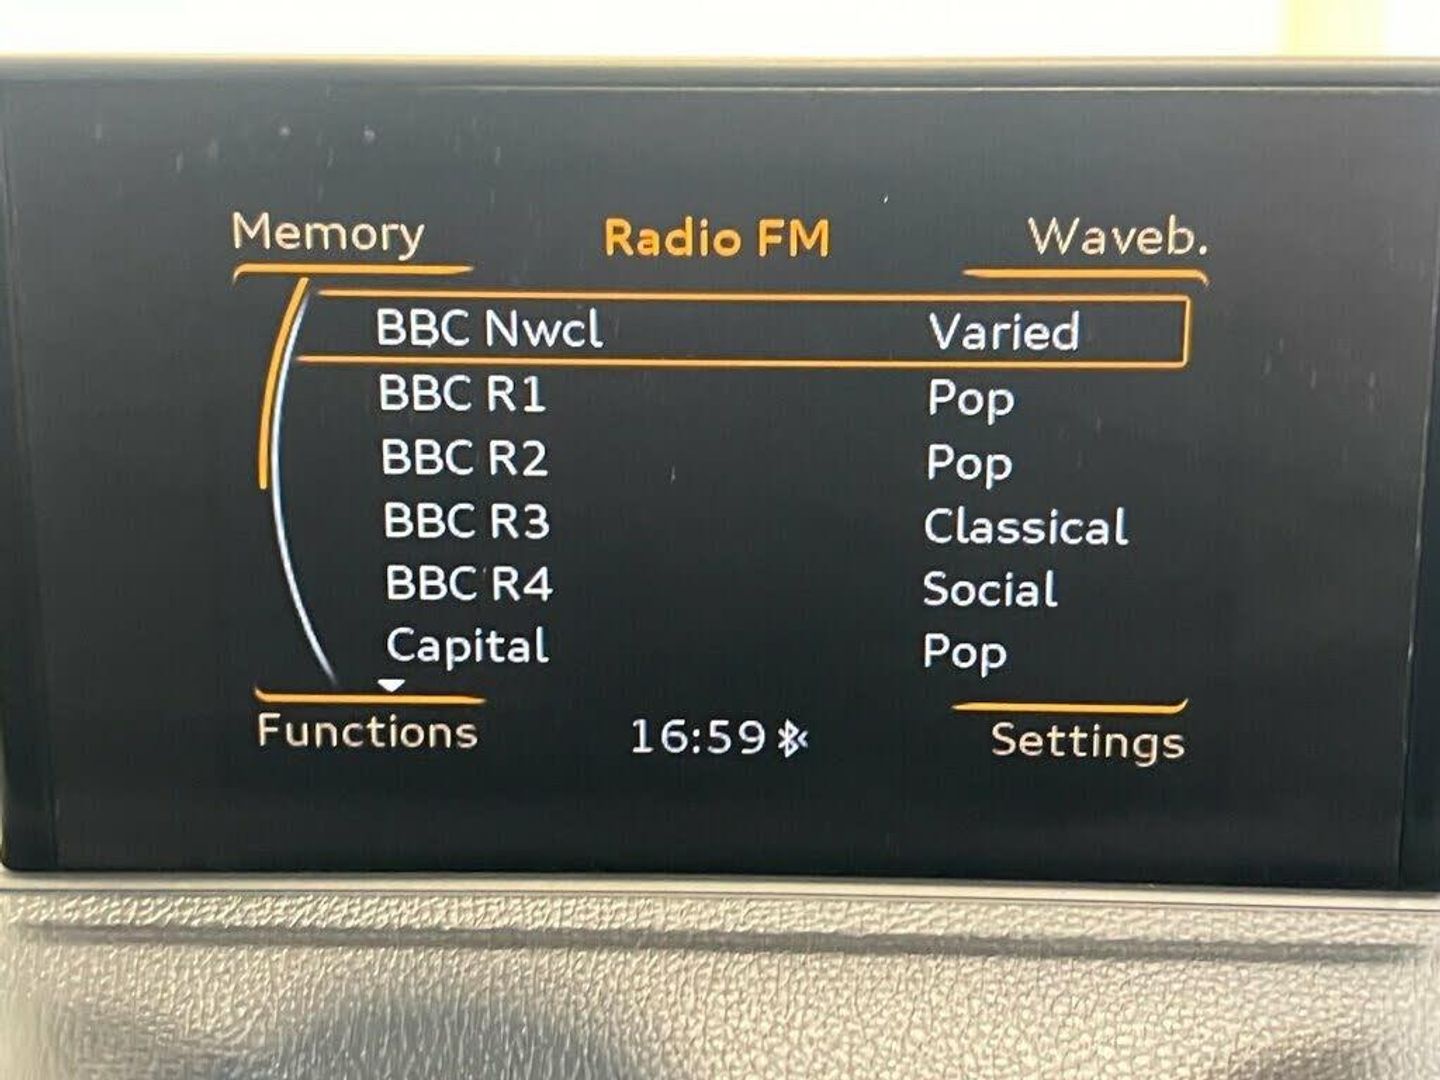 Memory Radio FM Waveb.
BBC Nwcl Varied
BBC R1 Pop
BBC R2 Pop
BBC R3 Classical
BBC R4 Social
Capital Pop
Functions 16:59 Settings